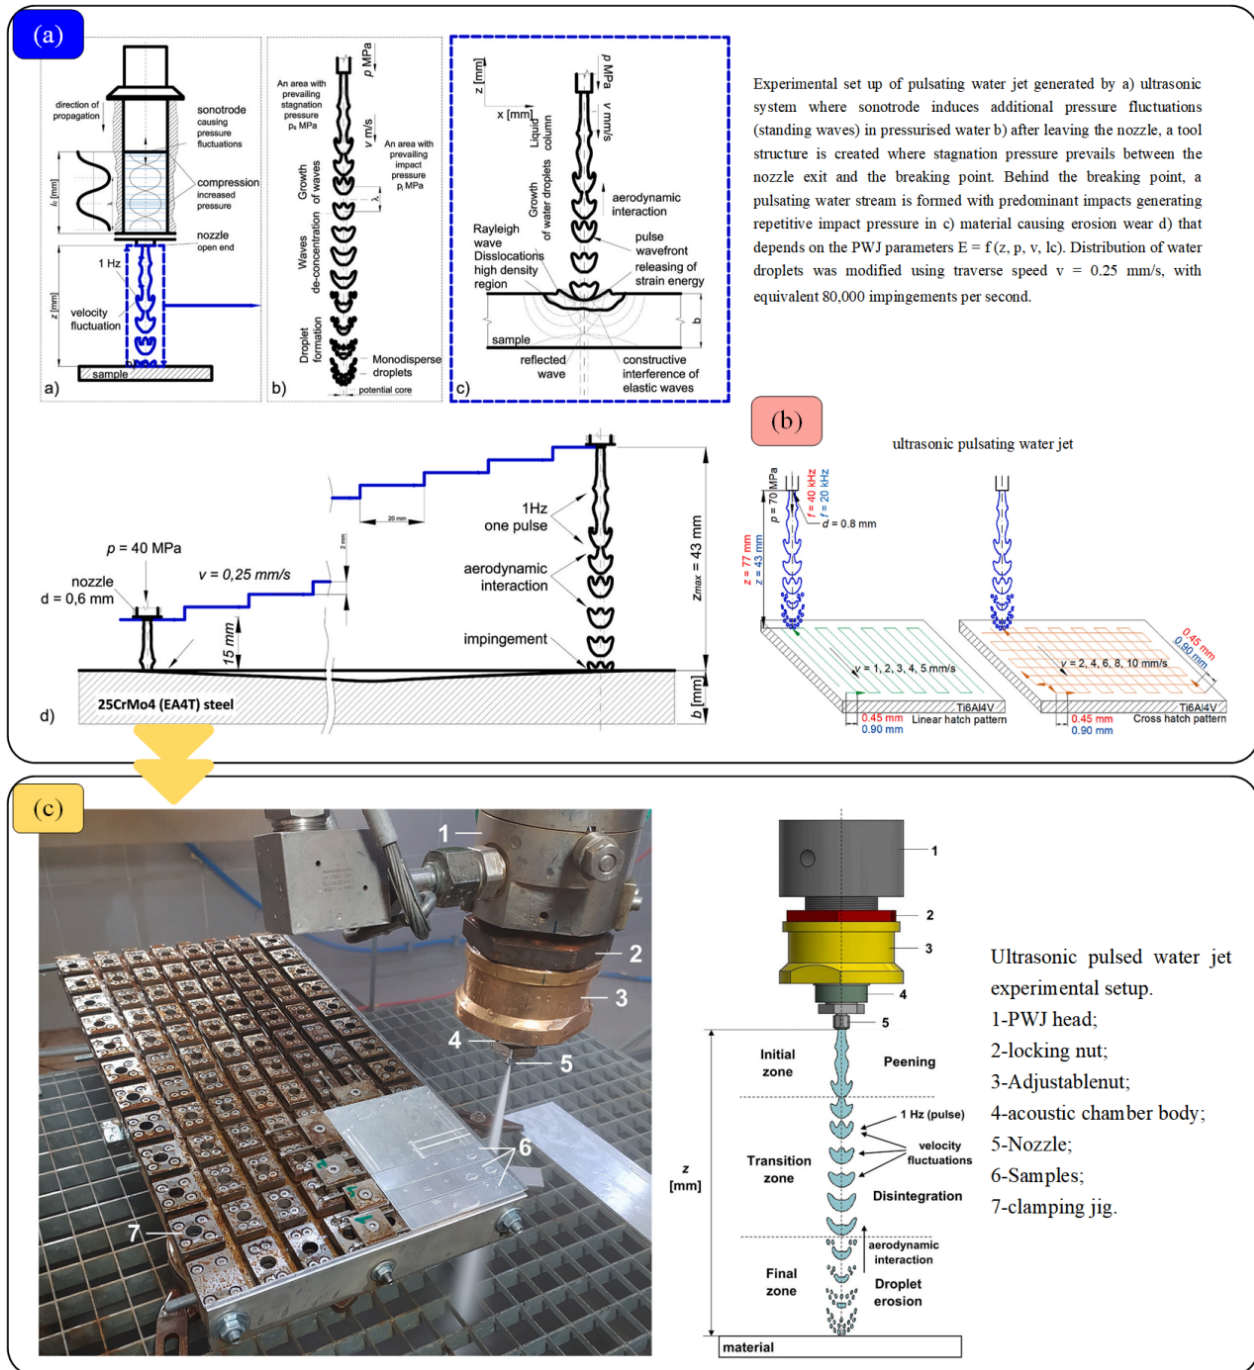 (a)
direction of
propagation
sonotrode
causing
pressure
fluctuations
compression
increased
pressure
nozzle
open end
1 Hz
velocity
fluctuation
z [mm]
sample
a)
p MPa
An area with
prevailing
stagnation
pressure
v m/s
An area with
prevailing
impact
pressure
Growth
of waves
λ
Waves
de-concentration
Droplet
formation
Monodisperse
droplets
potential core
b)
z [mm]
x [mm]
p MPa
v mm/s
Liquid
column
Growth
of water droplets
aerodynamic
interaction
Rayleigh
wave
Disslocations
high density
region
pulse
wavefront
releasing of
strain energy
b
sample
reflected
wave
constructive
interference of
elastic waves
c)
Experimental set up of pulsating water jet generated by a) ultrasonic
system where sonotrode induces additional pressure fluctuations
(standing waves) in pressurised water b) after leaving the nozzle, a tool
structure is created where stagnation pressure prevails between the
nozzle exit and the breaking point. Behind the breaking point, a
pulsating water stream is formed with predominant impacts generating
repetitive impact pressure in c) material causing erosion wear d) that
depends on the PWJ parameters E = f (z, p, v, lc). Distribution of water
droplets was modified using traverse speed v = 0.25 mm/s, with
equivalent 80,000 impingements per second.
p = 40 MPa
nozzle
d = 0,6 mm
v = 0,25 mm/s
15 mm
20 mm
2 mm
1Hz
one pulse
aerodynamic
interaction
impingement
zmax = 43 mm
b [mm]
25CrMo4 (EA4T) steel
d)
(b)
ultrasonic pulsating water jet
p = 70 MPa
f = 40 kHz
f = 20 kHz
d = 0.8 mm
z = 77 mm
z = 43 mm
v = 1, 2, 3, 4, 5 mm/s
Ti6Al4V
0.45 mm
0.90 mm
Linear hatch pattern
v = 2, 4, 6, 8, 10 mm/s
0.45 mm
0.90 mm
Ti6Al4V
0.45 mm
0.90 mm
Cross hatch pattern
(c)
1
2
3
4
5
6
7
1
2
3
4
5
Initial
zone
Peening
1 Hz (pulse)
velocity
fluctuations
Transition
zone
z
[mm]
Disintegration
aerodynamic
interaction
Final
zone
Droplet
erosion
material
Ultrasonic pulsed water jet
experimental setup.
1-PWJ head;
2-locking nut;
3-Adjustablenut;
4-acoustic chamber body;
5-Nozzle;
6-Samples;
7-clamping jig.